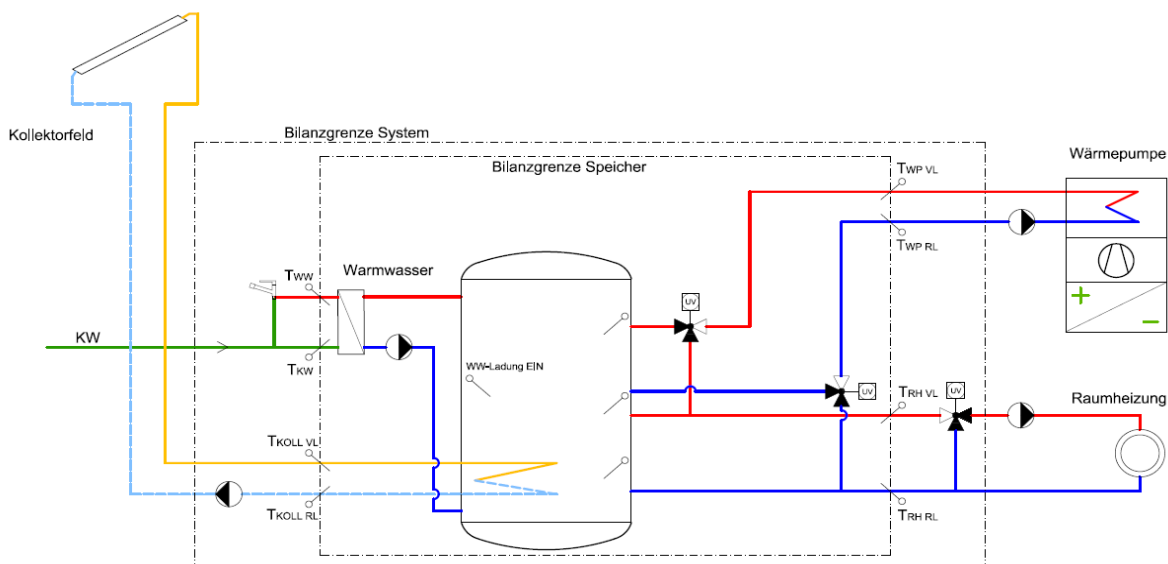 Kollektorfeld
Bilanzgrenze System
Bilanzgrenze Speicher
Wärmepumpe
TWP VL
TWP RL
TWW
Warmwasser
KW
TKW
UV
WW-Ladung EIN
UV
TRH VL
UV
Raumheizung
TKOLL VL
TKOLL RL
TRH RL